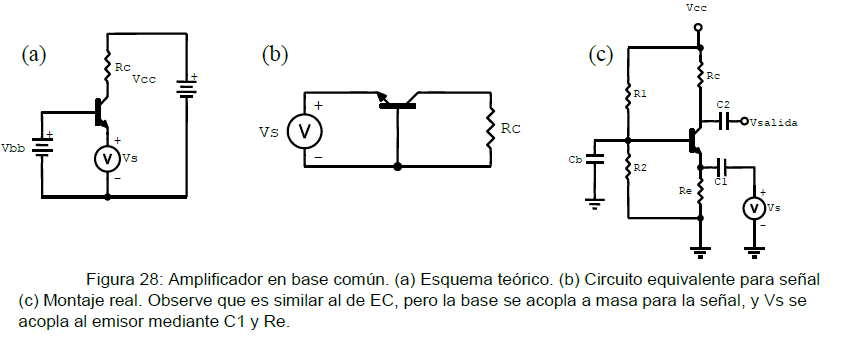 (a)
Rc
Vcc
+
Vbb
+
+
V
Vs
-
(b)
Vs
+
V
-
Rc
(c)
Vcc
R1
Rc
C2
Vsalida
Cb
R2
C1
Re
+
V
Vs
-
Figura 28: Amplificador en base común. (a) Esquema teórico. (b) Circuito equivalente para señal
(c) Montaje real. Observe que es similar al de EC, pero la base se acopla a masa para la señal, y Vs se
acopla al emisor mediante C1 y Re.